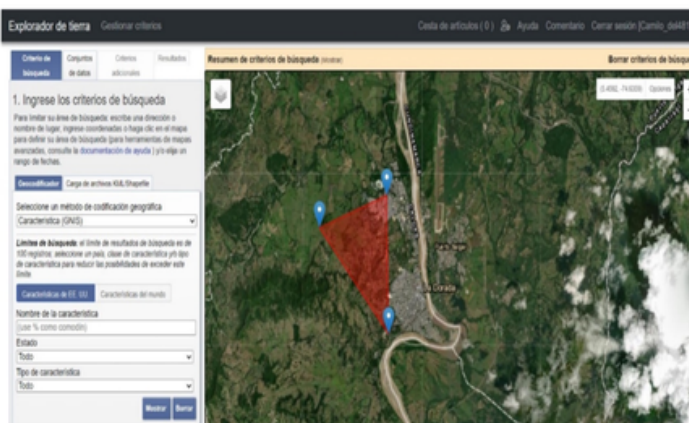 Explorador de tierra Gestionar criterios
Cesta de artículos ( 0 ) Ayuda Comentario Cerrar sesión
Criterio de búsqueda
Conjuntos de datos
Criterios adicionales
Resultados
Resumen de criterios de búsqueda (Mostrar)
Borrar criterios de búsqu
1. Ingrese los criterios de búsqueda
Para limitar su área de búsqueda: escriba una dirección o
nombre de lugar, ingrese coordenadas o haga clic en el mapa
para definir su área de búsqueda (para herramientas de mapas
avanzadas, consulte la documentación de ayuda ) y/o elija un
rango de fechas.
Geocodificador Carga de archivos KML/Shapefile
Seleccione un método de codificación geográfica
Característica (GNIS)
Límites de búsqueda: el límite de resultados de búsqueda es de
100 registros; seleccione un país, clase de característica y/o tipo
de característica para reducir las posibilidades de exceder este
límite.
Características de EE. UU. Características del mundo
Nombre de la característica
(use % como comodín)
Estado
Todo
Tipo de característica
Todo
Mostrar Borrar
Opciones
Dorada